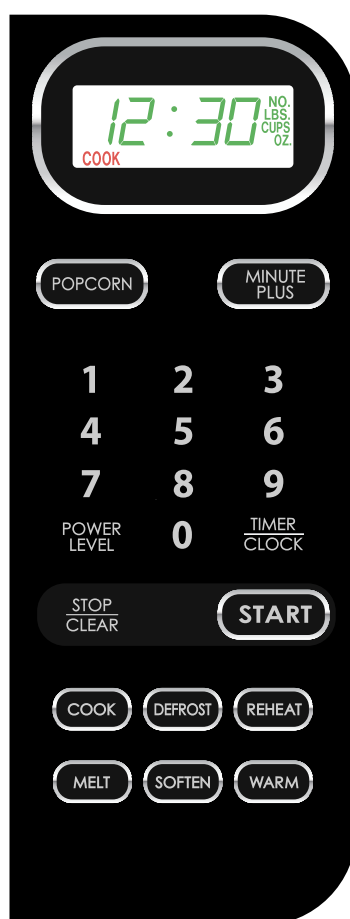 12:30
NO.
LBS.
CUPS
OZ.
COOK
POPCORN
MINUTE
PLUS
1 2 3
4 5 6
7 8 9
POWER
LEVEL
0
TIMER
CLOCK
STOP
CLEAR
START
COOK DEFROST REHEAT
MELT SOFTEN WARM